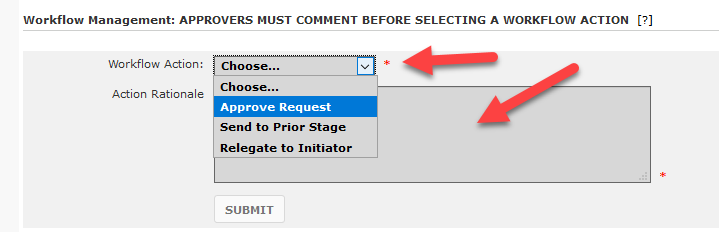 Workflow Management: APPROVERS MUST COMMENT BEFORE SELECTING A WORKFLOW ACTION [?]
Workflow Action: Choose... *
Choose...
Action Rationale
Approve Request
Send to Prior Stage
Relegate to Initiator
*
SUBMIT